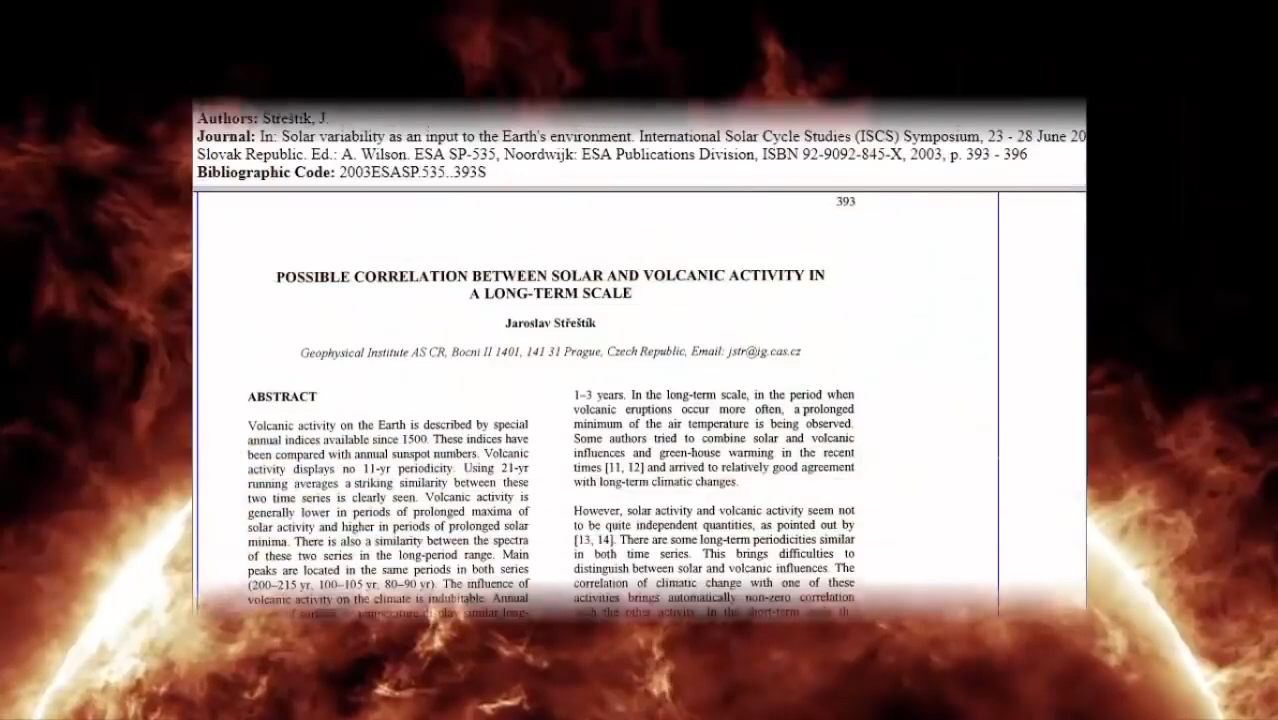 Authors: Střeštík, J.
Journal: In: Solar variability as an input to the Earth's environment. International Solar Cycle Studies (ISCS) Symposium, 23 - 28 June 20
Slovak Republic. Ed.: A. Wilson. ESA SP-535, Noordwijk: ESA Publications Division, ISBN 92-9092-845-X, 2003, p. 393 - 396
Bibliographic Code: 2003ESASP.535..393S
393
POSSIBLE CORRELATION BETWEEN SOLAR AND VOLCANIC ACTIVITY IN
A LONG-TERM SCALE
Jaroslav Střeštík
Geophysical Institute AS CR, Bocni II 1401, 141 31 Prague, Czech Republic, Email: jstr@ig.cas.cz
ABSTRACT
Volcanic activity on the Earth is described by special
annual indices available since 1500. These indices have
been compared with annual sunspot numbers. Volcanic
activity displays no 11-yr periodicity. Using 21-yr
running averages a striking similarity between these
two time series is clearly seen. Volcanic activity is
generally lower in periods of prolonged maxima of
solar activity and higher in periods of prolonged solar
minima. There is also a similarity between the spectra
of these two series in the long-period range. Main
peaks are located in the same periods in both series
(200–215 yr, 100–105 yr, 80–90 yr). The influence of
volcanic activity on the climate is indubitable. Annual
similar long-
1–3 years. In the long-term scale, in the period when
volcanic eruptions occur more often, a prolonged
minimum of the air temperature is being observed.
Some authors tried to combine solar and volcanic
influences and green-house warming in the recent
times [11, 12] and arrived to relatively good agreement
with long-term climatic changes.
However, solar activity and volcanic activity seem not
to be quite independent quantities, as pointed out by
[13, 14]. There are some long-term periodicities similar
in both time series. This brings difficulties to
distinguish between solar and volcanic influences. The
correlation of climatic change with one of these
activities brings automatically non-zero correlation
with the other activity. In the short-term